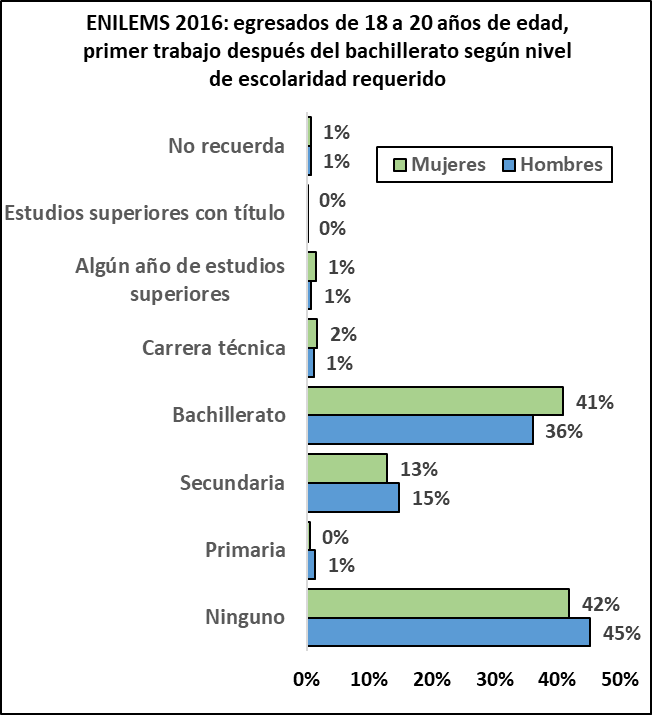 ENILEMS 2016: egresados de 18 a 20 años de edad,
primer trabajo después del bachillerato según nivel
de escolaridad requerido
Mujeres Hombres
No recuerda
1%
1%
Estudios superiores con título
0%
0%
Algún año de estudios
superiores
1%
1%
Carrera técnica
2%
1%
Bachillerato
41%
36%
Secundaria
13%
15%
Primaria
0%
1%
Ninguno
42%
45%
0% 10% 20% 30% 40% 50%